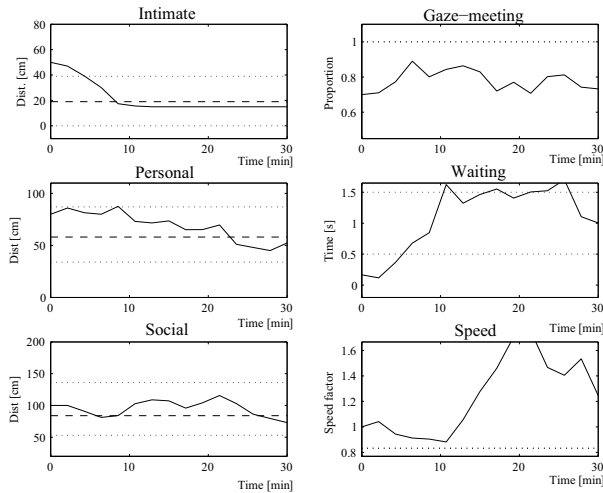 Intimate
Dist. [cm]
80
60
40
20
0
0
10
20
30
Time [min]
Gaze−meeting
Proportion
1
0.8
0.6
0
10
20
30
Time [min]
Personal
Dist [cm]
100
50
0
0
10
20
30
Time [min]
Waiting
Time [s]
1.5
1
0.5
0
0
10
20
30
Time [min]
Social
Dist [cm]
200
150
100
50
0
10
20
30
Time [min]
Speed
Speed factor
1.6
1.4
1.2
1
0.8
0
10
20
30
Time [min]